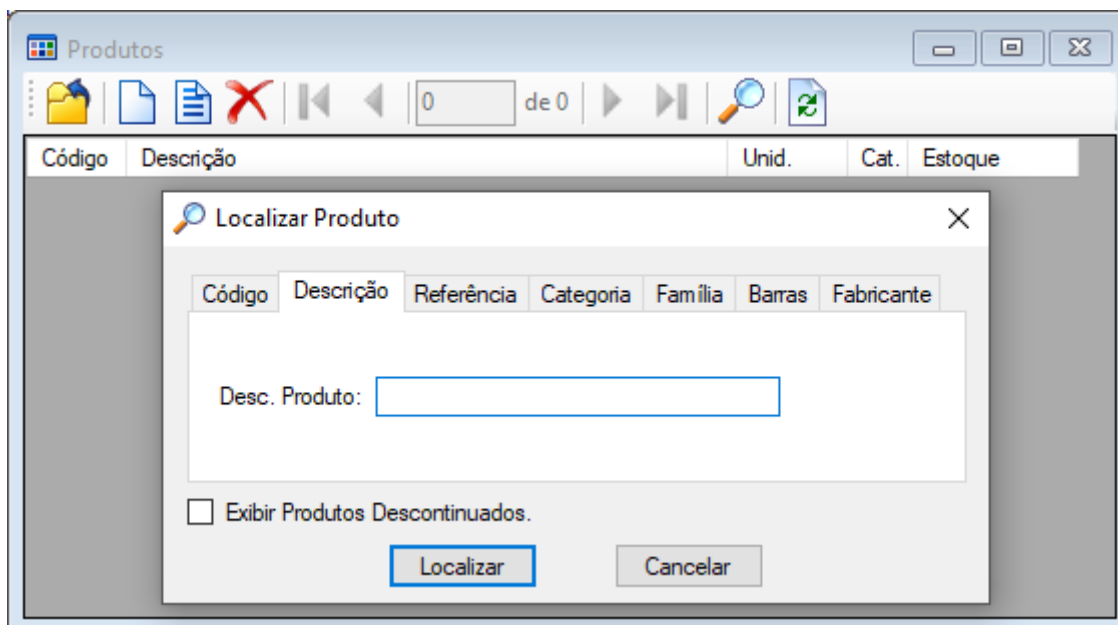 Produtos
0 de 0
Código Descrição Unid. Cat. Estoque
Localizar Produto
Código Descrição Referência Categoria Família Barras Fabricante
Desc. Produto:
Exibir Produtos Descontinuados.
Localizar Cancelar